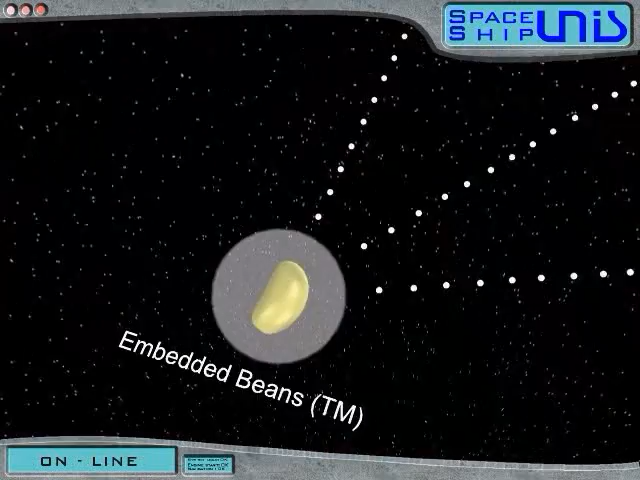 SPACE SHIP UNIS
Embedded Beans (TM)
ON - LINE